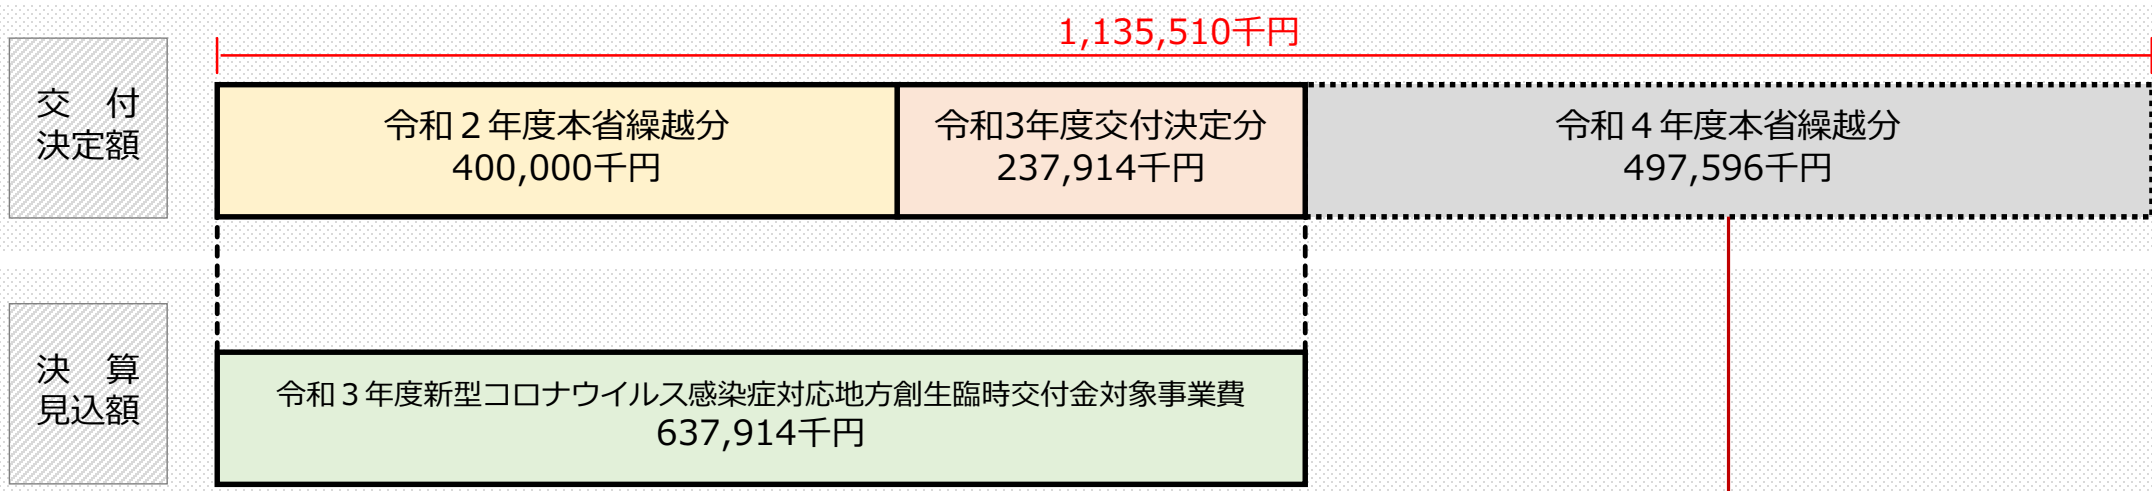 1,135,510千円
交　付
決定額
令和２年度本省繰越分
400,000千円
令和3年度交付決定分
237,914千円
令和４年度本省繰越分
497,596千円
決　算
見込額
令和３年度新型コロナウイルス感染症対応地方創生臨時交付金対象事業費
637,914千円